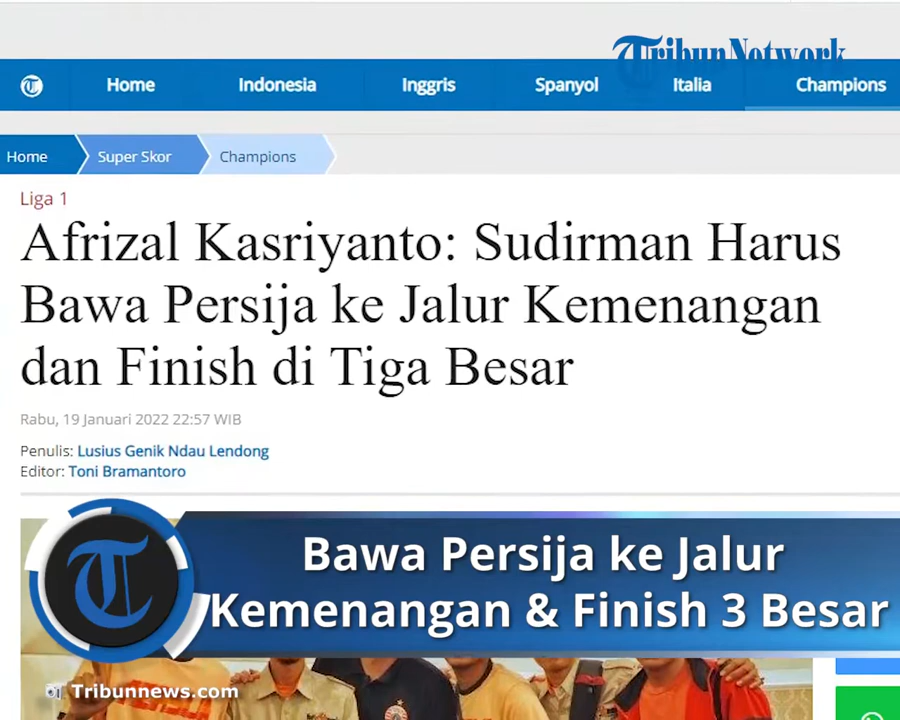 TribunNetwork
Home Indonesia Inggris Spanyol Italia Champions
Home Super Skor Champions
Liga 1
Afrizal Kasriyanto: Sudirman Harus
Bawa Persija ke Jalur Kemenangan
dan Finish di Tiga Besar
Rabu, 19 Januari 2022 22:57 WIB
Penulis: Lusius Genik Ndau Lendong
Editor: Toni Bramantoro
Bawa Persija ke Jalur
Kemenangan & Finish 3 Besar
Tribunnews.com